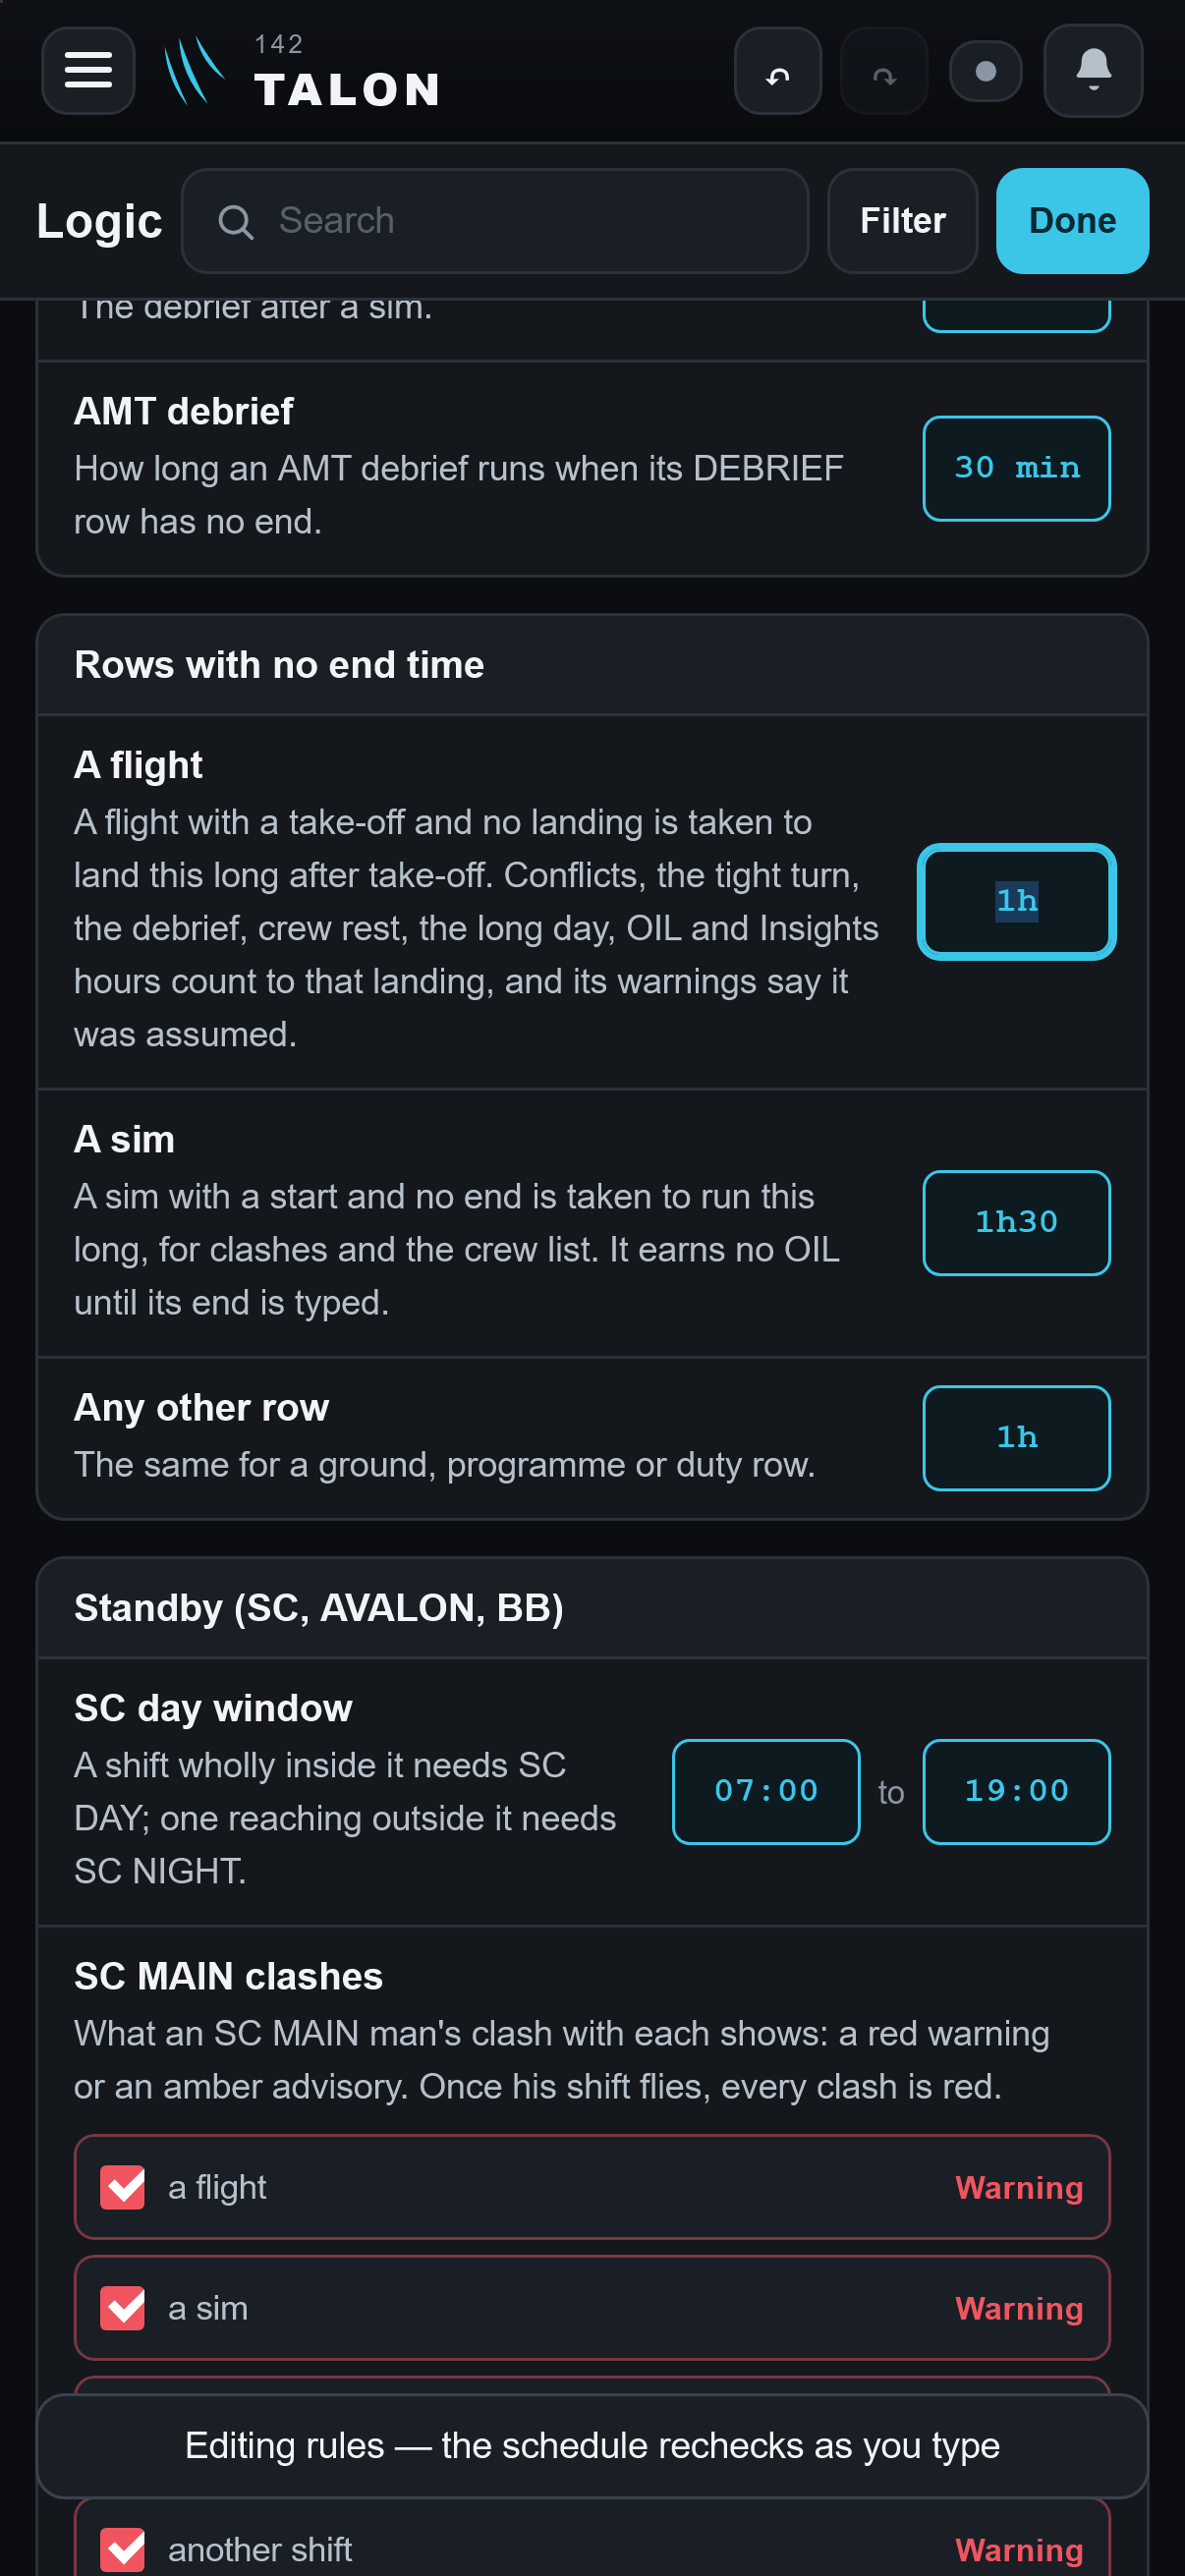 142
TALON
Logic
Search
Filter
Done
The debrief after a sim.
AMT debrief
How long an AMT debrief runs when its DEBRIEF
row has no end.
30 min
Rows with no end time
A flight
A flight with a take-off and no landing is taken to
land this long after take-off. Conflicts, the tight turn,
the debrief, crew rest, the long day, OIL and Insights
hours count to that landing, and its warnings say it
was assumed.
1h
A sim
A sim with a start and no end is taken to run this
long, for clashes and the crew list. It earns no OIL
until its end is typed.
1h30
Any other row
The same for a ground, programme or duty row.
1h
Standby (SC, AVALON, BB)
SC day window
A shift wholly inside it needs SC
DAY; one reaching outside it needs
SC NIGHT.
07:00 to 19:00
SC MAIN clashes
What an SC MAIN man's clash with each shows: a red warning
or an amber advisory. Once his shift flies, every clash is red.
a flight Warning
a sim Warning
Editing rules — the schedule rechecks as you type
another shift Warning